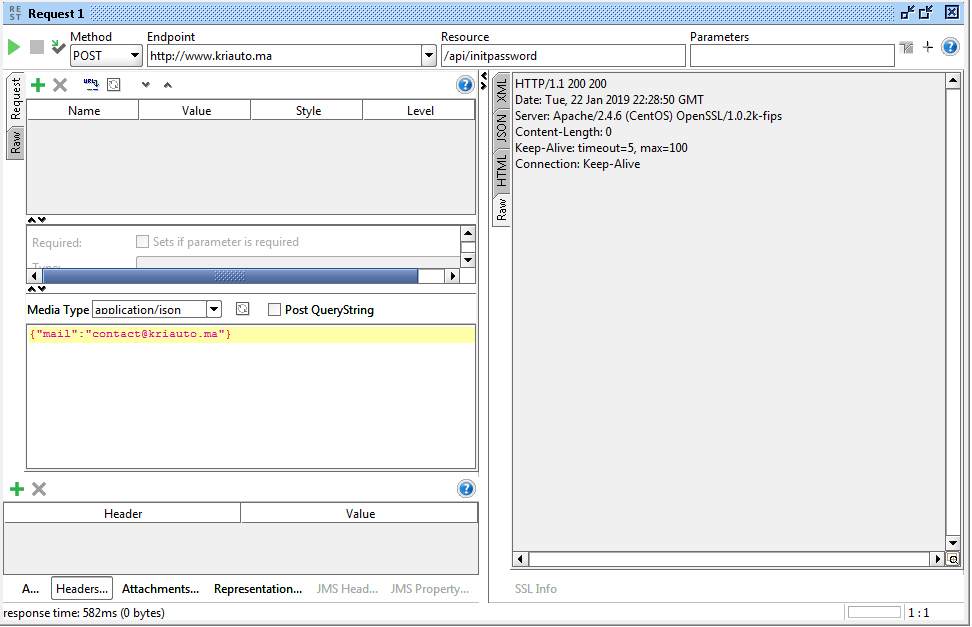 RE
ST
Request 1
Method
Endpoint
Resource
Parameters
POST
http://www.kriauto.ma
/api/initpassword
Request
Raw
URL
Name Value Style Level
Required: Sets if parameter is required
Type:
Media Type application/json Post QueryString
{"mail":"contact@kriauto.ma"}
Header Value
A... Headers... Attachments... Representation... JMS Head... JMS Property...
XML
JSON
HTML
Raw
HTTP/1.1 200 200
Date: Tue, 22 Jan 2019 22:28:50 GMT
Server: Apache/2.4.6 (CentOS) OpenSSL/1.0.2k-fips
Content-Length: 0
Keep-Alive: timeout=5, max=100
Connection: Keep-Alive
SSL Info
response time: 582ms (0 bytes)
1 : 1